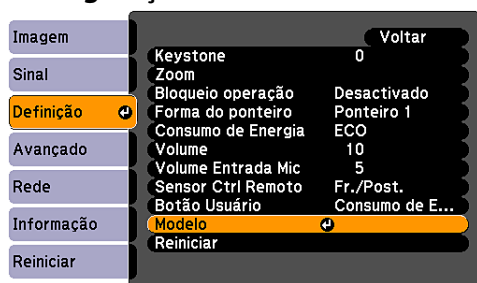 Imagem
Sinal
Definição
Avançado
Rede
Informação
Reiniciar
Voltar
Keystone 0
Zoom
Bloqueio operação Desactivado
Forma do ponteiro Ponteiro 1
Consumo de Energia ECO
Volume 10
Volume Entrada Mic 5
Sensor Ctrl Remoto Fr./Post.
Botão Usuário Consumo de E...
Modelo
Reiniciar